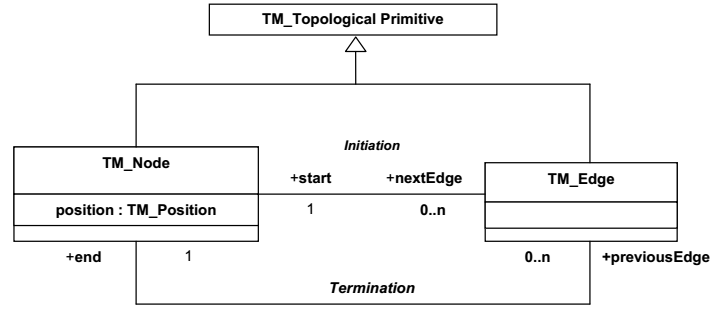 TM_Topological Primitive
Initiation
TM_Node
+start
+nextEdge
TM_Edge
position : TM_Position
1
0..n
+end
1
0..n
+previousEdge
Termination